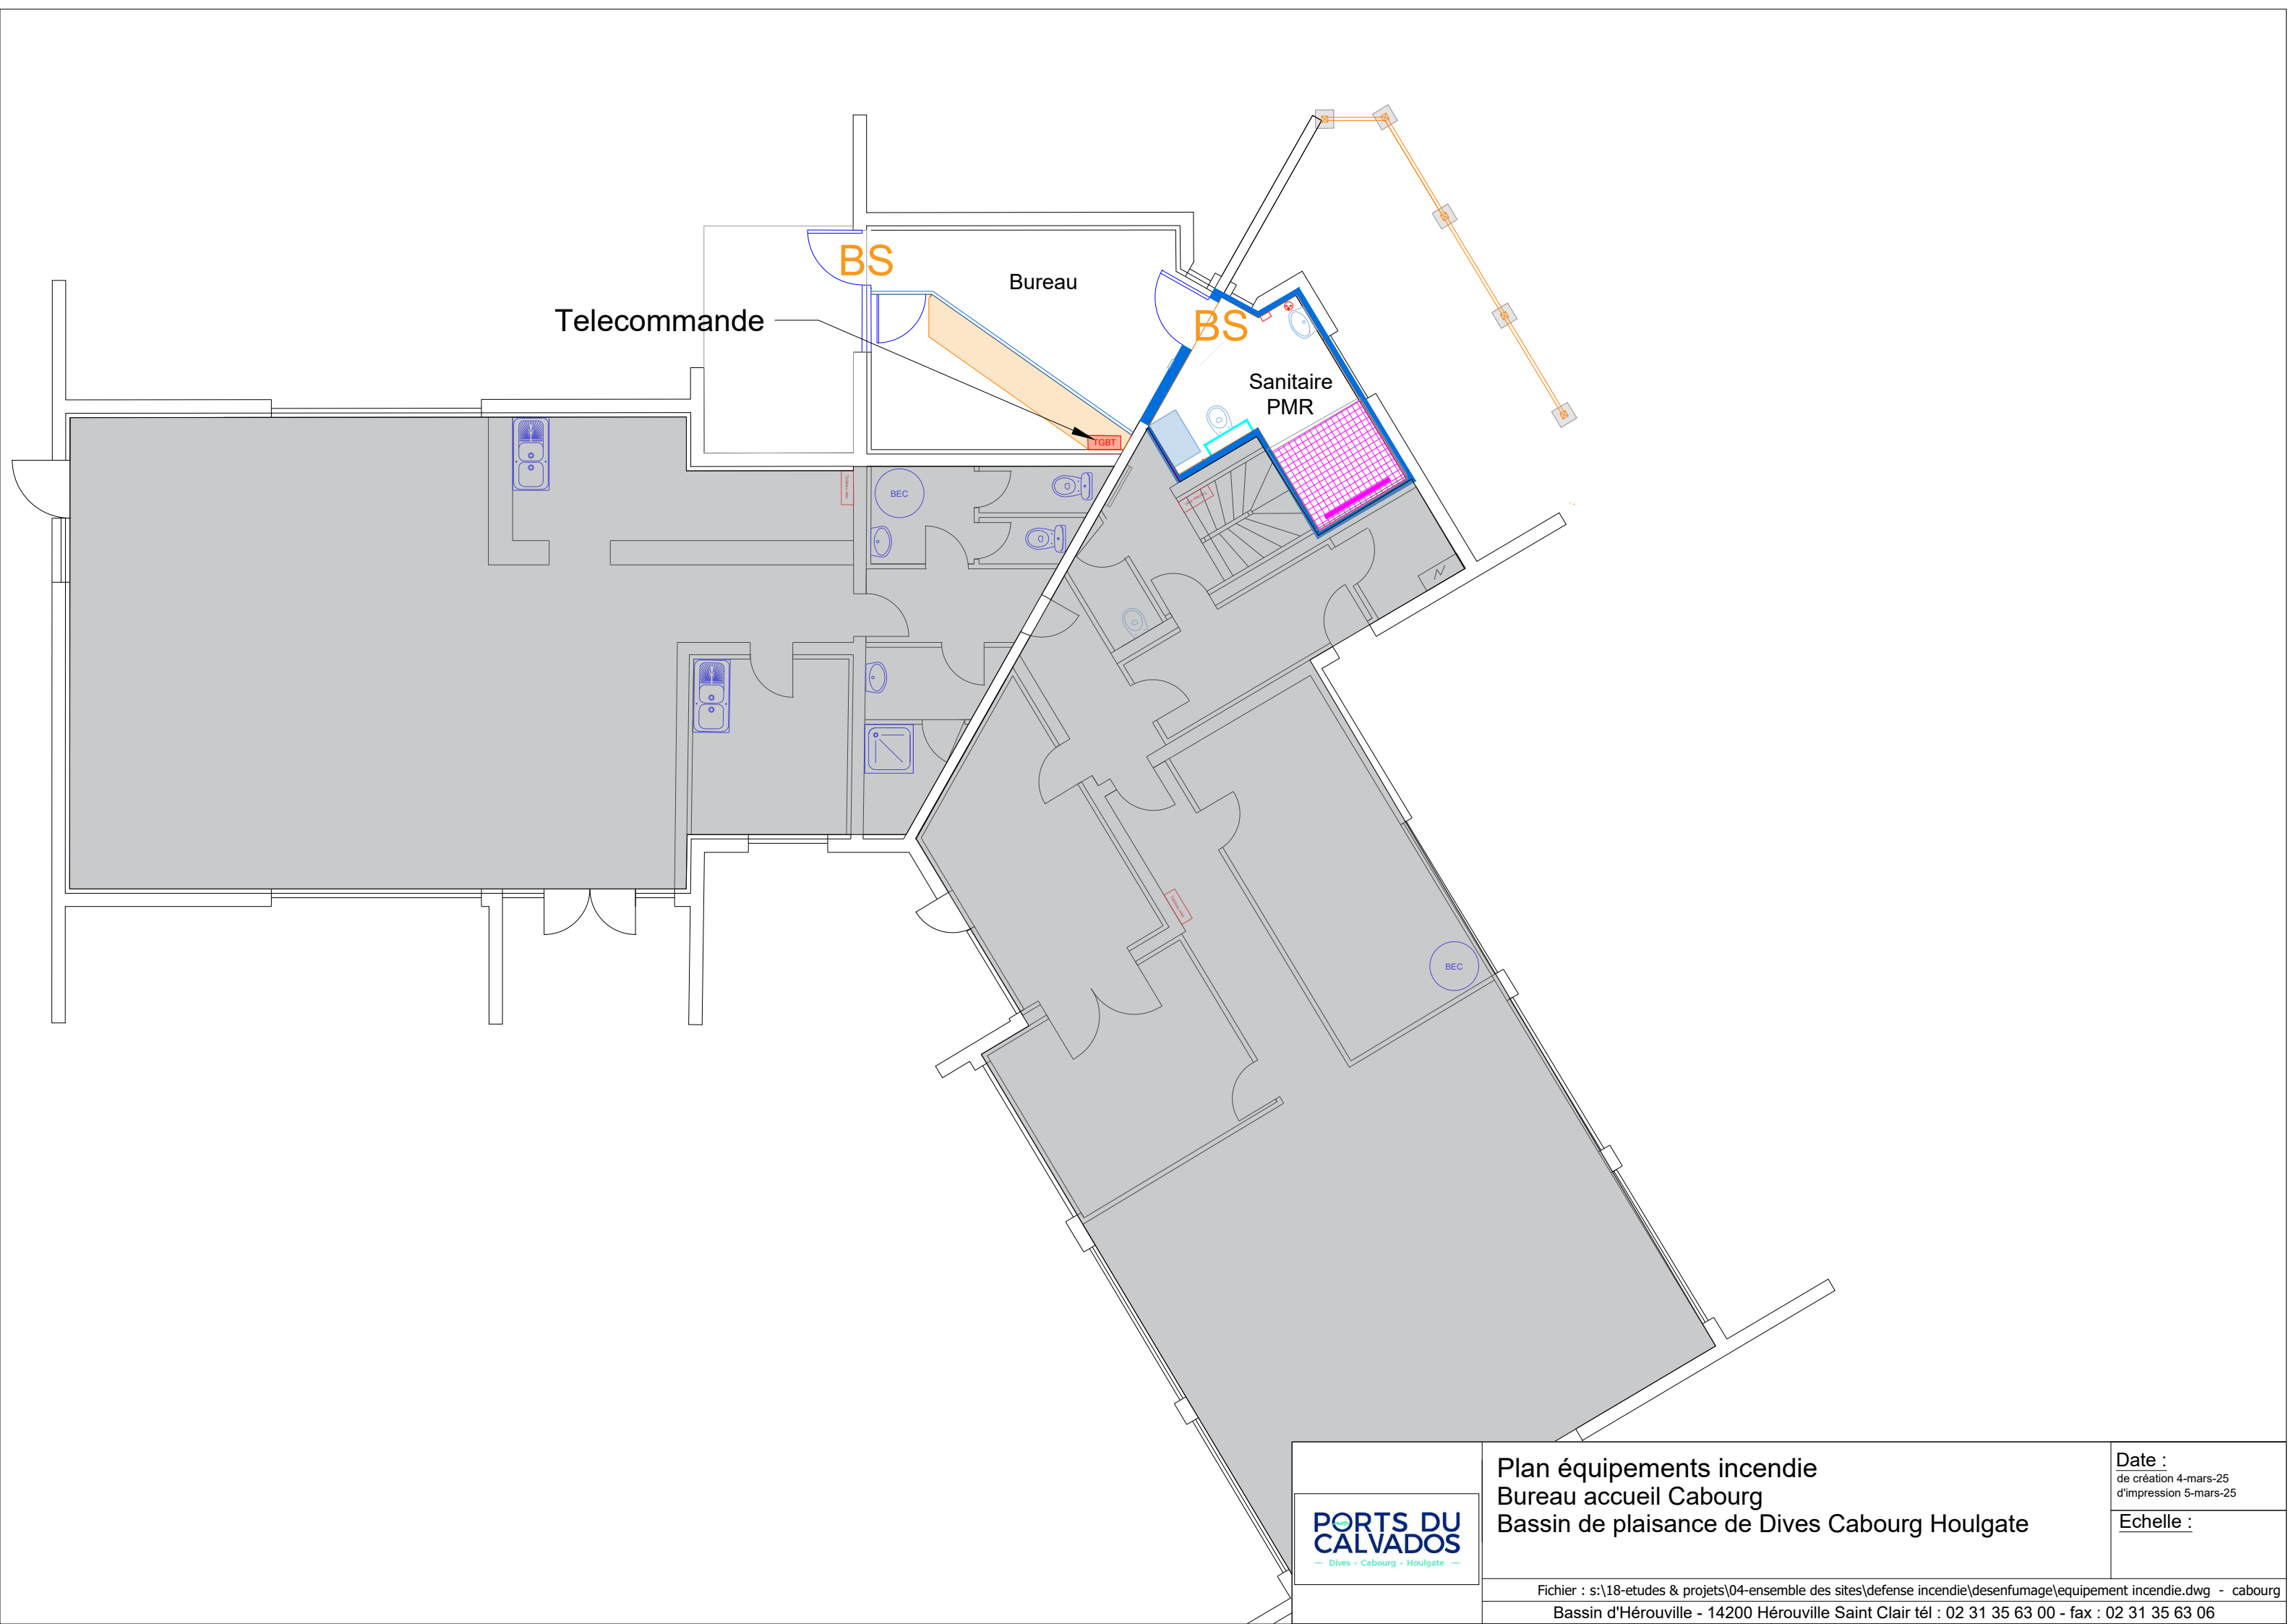 BS
Bureau
Telecommande
BS
Sanitaire
PMR
TGBT
BEC
BEC
Plan équipements incendie
Bureau accueil Cabourg
Bassin de plaisance de Dives Cabourg Houlgate
Date :
de création 4-mars-25
d'impression 5-mars-25
Echelle :
PORTS DU
CALVADOS
Dives - Cabourg - Houlgate
Fichier : s:\18-etudes & projets\04-ensemble des sites\defense incendie\desenfumage\equipement incendie.dwg - cabourg
Bassin d'Hérouville - 14200 Hérouville Saint Clair tél : 02 31 35 63 00 - fax : 02 31 35 63 06